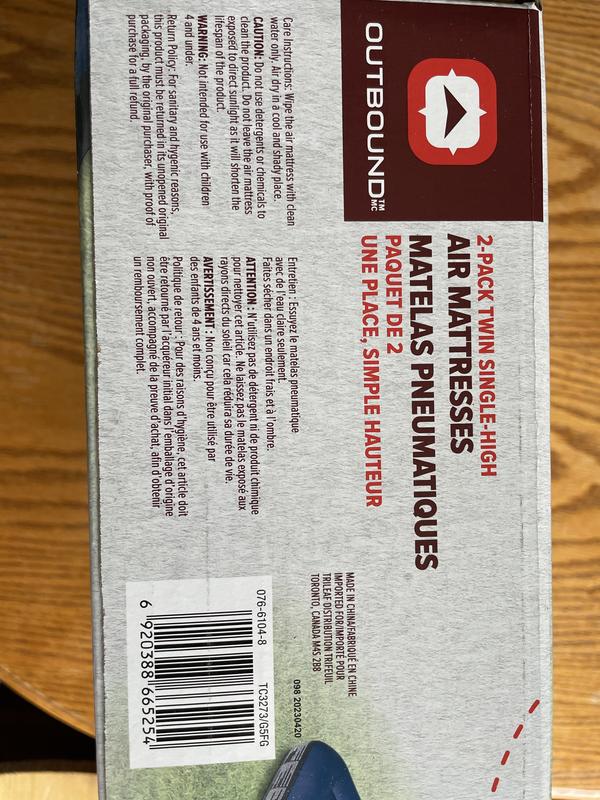 OUTBOUND™ MC
2-PACK TWIN SINGLE-HIGH
AIR MATTRESSES
MATELAS PNEUMATIQUES
PAQUET DE 2
UNE PLACE, SIMPLE HAUTEUR
Care Instructions: Wipe the air mattress with clean
water only. Air dry in a cool and shady place.
CAUTION: Do not use detergents or chemicals to
clean the product. Do not leave the air mattress
exposed to direct sunlight as it will shorten the
lifespan of the product.
WARNING: Not intended for use with children
4 and under.
Return Policy: For sanitary and hygenic reasons,
this product must be returned in its unopened original
packaging, by the original purchaser, with proof of
purchase for a full refund.
Entretien : Essuyez le matelas pneumatique
avec de l'eau claire seulement.
Faites sécher dans un endroit frais et à l'ombre.
ATTENTION : N'utilisez pas de détergent ni de produit chimique
pour nettoyer cet article. Ne laissez pas le matelas exposé aux
rayons directs du soleil car cela réduira sa durée de vie.
AVERTISSEMENT : Non conçu pour être utilisé par
des enfants de 4 ans et moins.
Politique de retour : Pour des raisons d'hygiène, cet article doit
être retourné par l'acquéreur initial dans l'emballage d'origine
non ouvert, accompagné de la preuve d'achat, afin d'obtenir
un remboursement complet.
MADE IN CHINA/FABRIQUÉ EN CHINE
IMPORTED FOR/IMPORTÉ POUR
TRILEAF DISTRIBUTION TRIFEUIL
TORONTO, CANADA M4S 2B8
098 20230420
076-6104-8 TC3273/G5FG
6 920388 665254